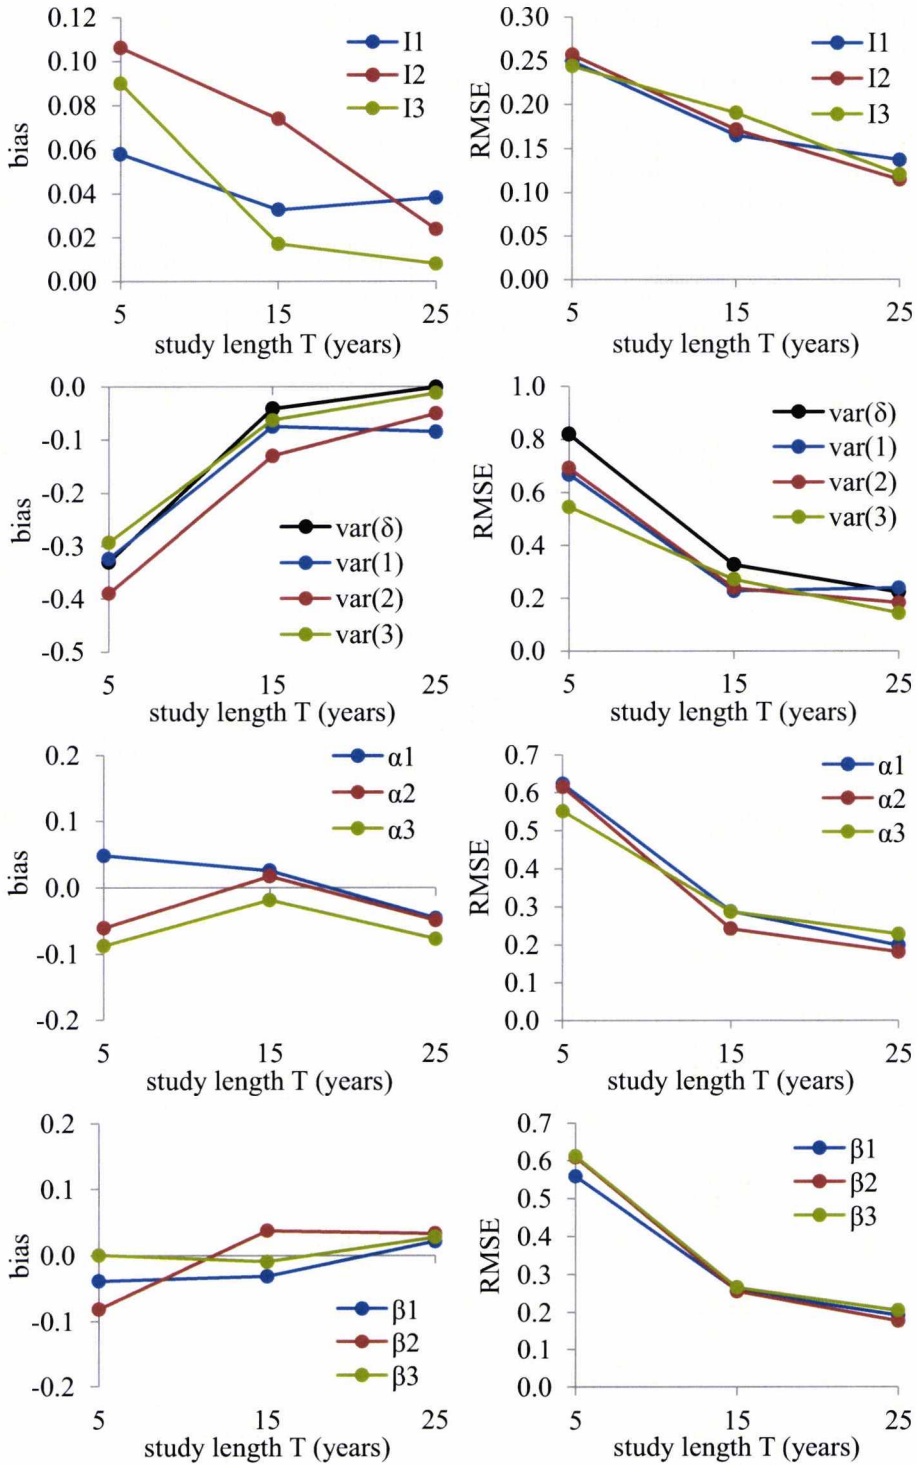 0.12
0.10
0.08
0.06
0.04
0.02
0.00
bias
I1
I2
I3
5 15 25
study length T (years)
0.30
0.25
0.20
0.15
0.10
0.05
0.00
RMSE
I1
I2
I3
5 15 25
study length T (years)
0.0
-0.1
-0.2
-0.3
-0.4
-0.5
bias
var(δ)
var(1)
var(2)
var(3)
5 15 25
study length T (years)
1.0
0.8
0.6
0.4
0.2
0.0
RMSE
var(δ)
var(1)
var(2)
var(3)
5 15 25
study length T (years)
0.2
0.1
0.0
-0.1
-0.2
bias
α1
α2
α3
5 15 25
study length T (years)
0.7
0.6
0.5
0.4
0.3
0.2
0.1
0.0
RMSE
α1
α2
α3
5 15 25
study length T (years)
0.2
0.1
0.0
-0.1
-0.2
bias
β1
β2
β3
5 15 25
study length T (years)
0.7
0.6
0.5
0.4
0.3
0.2
0.1
0.0
RMSE
β1
β2
β3
5 15 25
study length T (years)